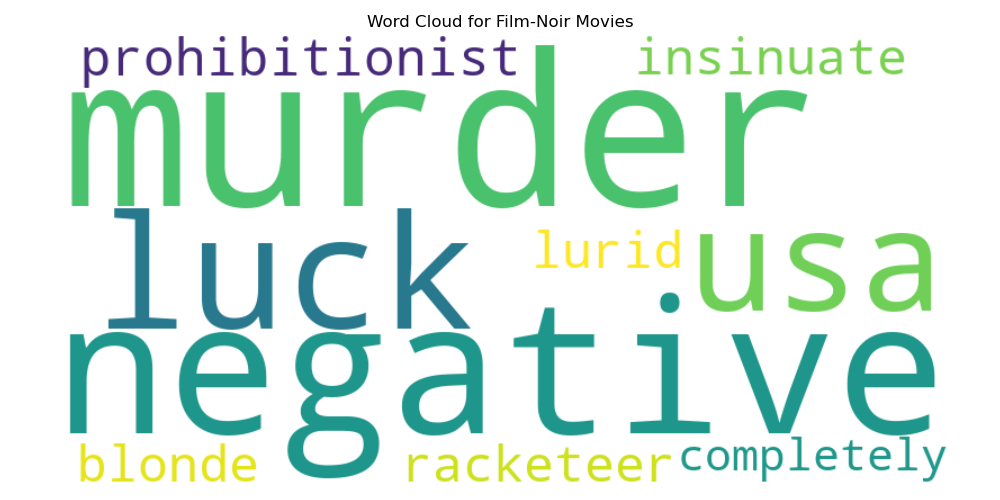 Word Cloud for Film-Noir Movies
prohibitionist insinuate
murder
luck lurid usa
negative
blonde racketeer completely